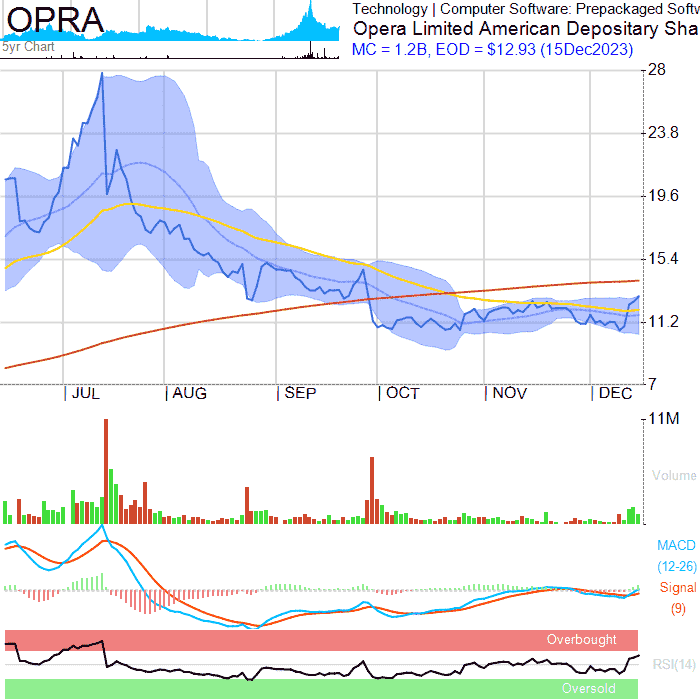 OPRA
5yr Chart
Technology | Computer Software: Prepackaged Softw
Opera Limited American Depositary Sha
MC = 1.2B, EOD = $12.93 (15Dec2023)
28
23.8
19.6
15.4
11.2
7
| JUL | AUG | SEP | OCT | NOV | DEC
11M
Volume
MACD
(12-26)
Signal
(9)
Overbought
RSI(14)
Oversold